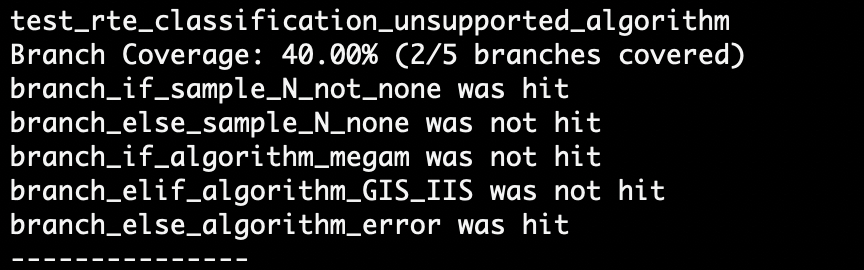 test_rte_classification_unsupported_algorithm
Branch Coverage: 40.00% (2/5 branches covered)
branch_if_sample_N_not_none was hit
branch_else_sample_N_none was not hit
branch_if_algorithm_megam was not hit
branch_elif_algorithm_GIS_IIS was not hit
branch_else_algorithm_error was hit
---------------